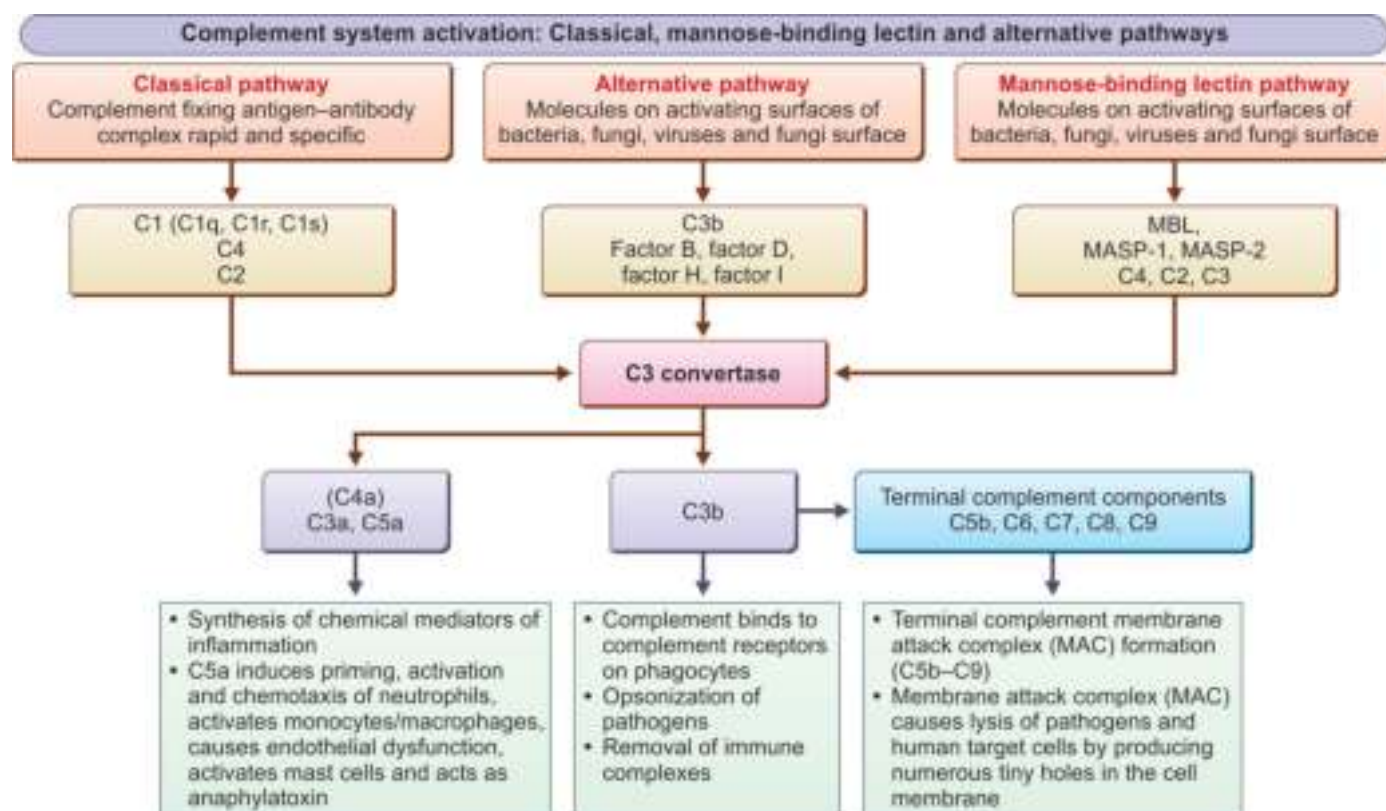 Complement system activation: Classical, mannose-binding lectin and alternative pathways
Classical pathway
Complement fixing antigen–antibody
complex rapid and specific
Alternative pathway
Molecules on activating surfaces of
bacteria, fungi, viruses and fungi surface
Mannose-binding lectin pathway
Molecules on activating surfaces of
bacteria, fungi, viruses and fungi surface
C1 (C1q, C1r, C1s)
C4
C2
C3b
Factor B, factor D,
factor H, factor I
MBL,
MASP-1, MASP-2
C4, C2, C3
C3 convertase
(C4a)
C3a, C5a
C3b
Terminal complement components
C5b, C6, C7, C8, C9
• Synthesis of chemical mediators of
inflammation
• C5a induces priming, activation
and chemotaxis of neutrophils,
activates monocytes/macrophages,
causes endothelial dysfunction,
activates mast cells and acts as
anaphylatoxin
• Complement binds to
complement receptors
on phagocytes
• Opsonization of
pathogens
• Removal of immune
complexes
• Terminal complement membrane
attack complex (MAC) formation
(C5b–C9)
• Membrane attack complex (MAC)
causes lysis of pathogens and
human target cells by producing
numerous tiny holes in the cell
membrane